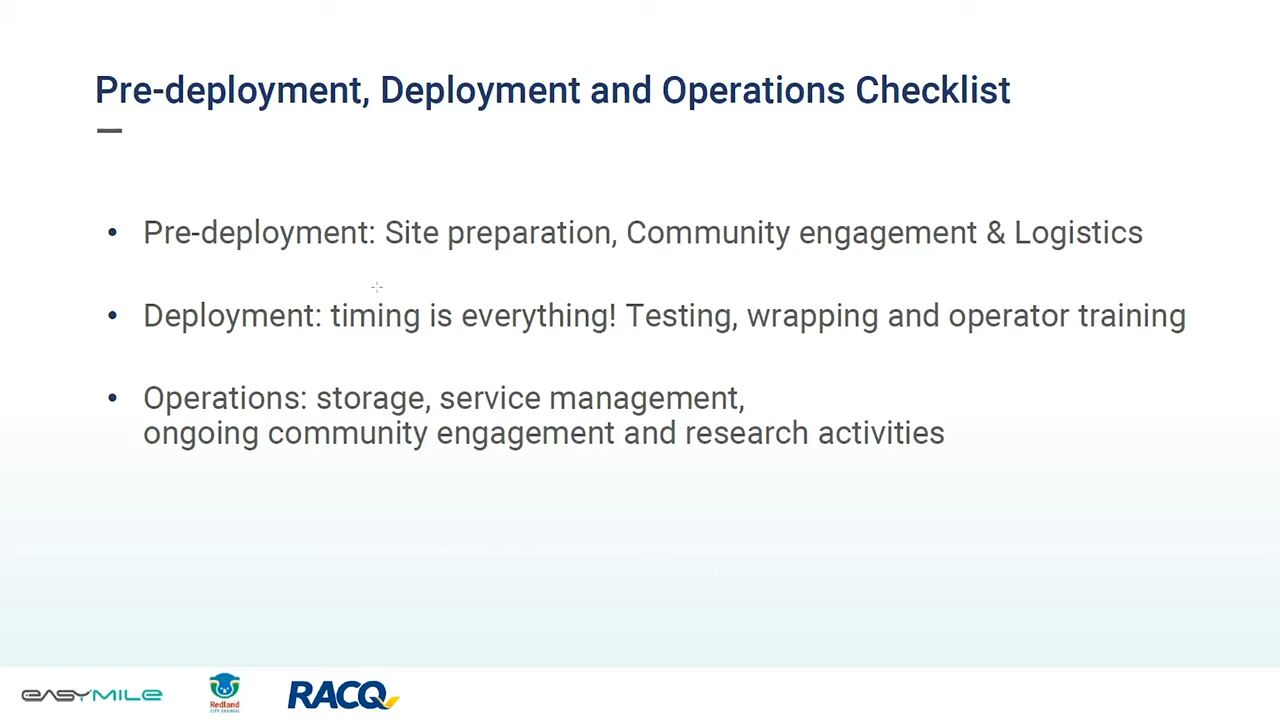 Pre-deployment, Deployment and Operations Checklist
• Pre-deployment: Site preparation, Community engagement & Logistics
• Deployment: timing is everything! Testing, wrapping and operator training
• Operations: storage, service management,
ongoing community engagement and research activities
EASYMILE
Redland
CITY COUNCIL
RACQ